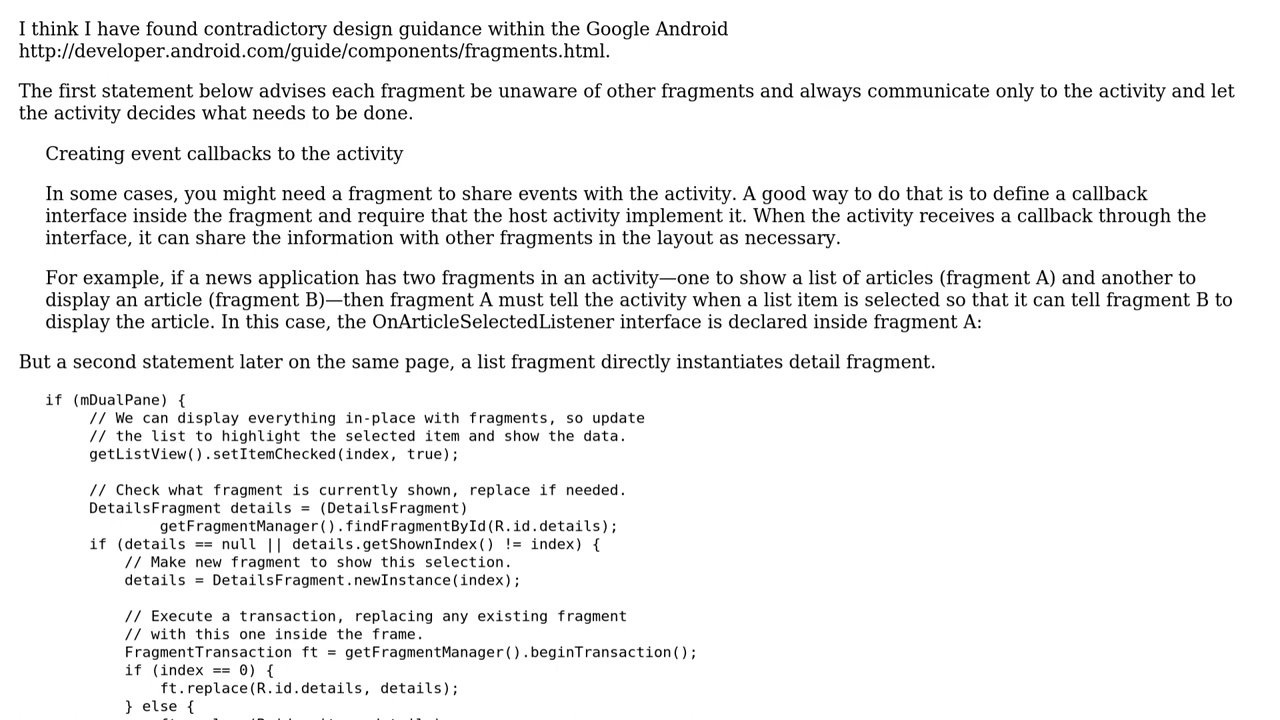 I think I have found contradictory design guidance within the Google Android
http://developer.android.com/guide/components/fragments.html.
The first statement below advises each fragment be unaware of other fragments and always communicate only to the activity and let
the activity decides what needs to be done.
Creating event callbacks to the activity
In some cases, you might need a fragment to share events with the activity. A good way to do that is to define a callback
interface inside the fragment and require that the host activity implement it. When the activity receives a callback through the
interface, it can share the information with other fragments in the layout as necessary.
For example, if a news application has two fragments in an activity—one to show a list of articles (fragment A) and another to
display an article (fragment B)—then fragment A must tell the activity when a list item is selected so that it can tell fragment B to
display the article. In this case, the OnArticleSelectedListener interface is declared inside fragment A:
But a second statement later on the same page, a list fragment directly instantiates detail fragment.
if (mDualPane) {
// We can display everything in-place with fragments, so update
// the list to highlight the selected item and show the data.
getListView().setItemChecked(index, true);
// Check what fragment is currently shown, replace if needed.
DetailsFragment details = (DetailsFragment)
getFragmentManager().findFragmentById(R.id.details);
if (details == null || details.getShownIndex() != index) {
// Make new fragment to show this selection.
details = DetailsFragment.newInstance(index);
// Execute a transaction, replacing any existing fragment
// with this one inside the frame.
FragmentTransaction ft = getFragmentManager().beginTransaction();
if (index == 0) {
ft.replace(R.id.details, details);
} else {